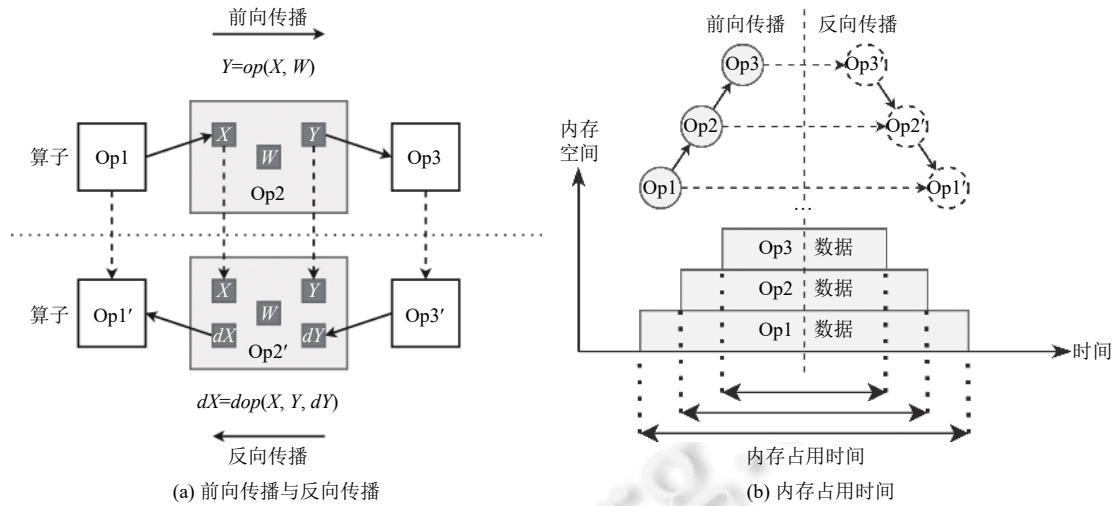 前向传播
Y=op(X, W)
算子
Op1
X
Y
W
Op2
Op3
算子
Op1′
X
Y
W
dX
dY
Op2′
Op3′
dX=dop(X, Y, dY)
反向传播
(a) 前向传播与反向传播
前向传播
反向传播
Op3
Op3′
Op2
Op2′
内存
空间
Op1
Op1′
...
Op3 数据
Op2 数据
Op1 数据
时间
内存占用时间
(b) 内存占用时间